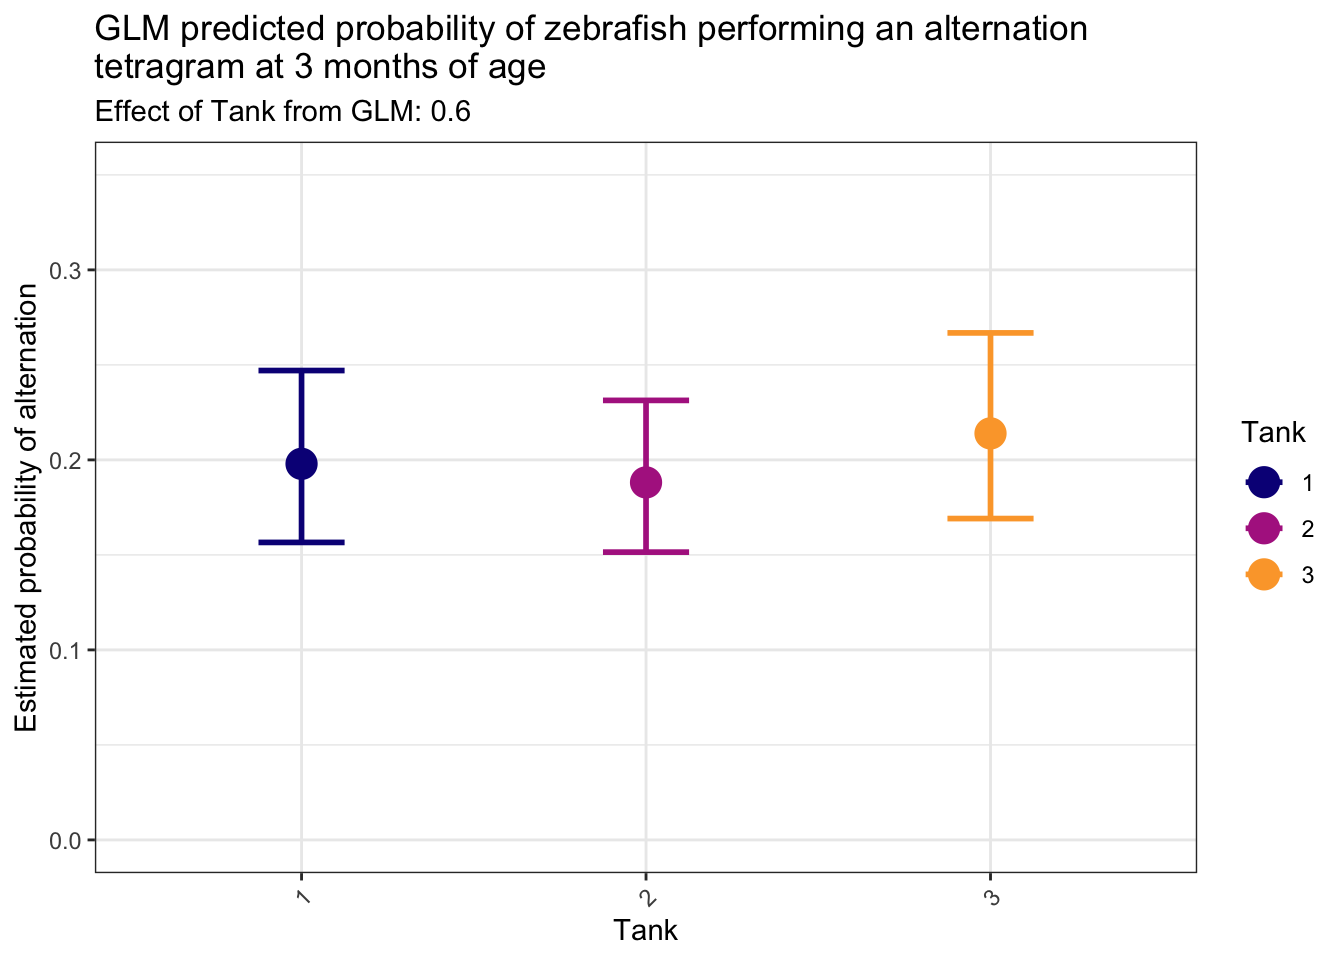 GLM predicted probability of zebrafish performing an alternation
tetragram at 3 months of age
Effect of Tank from GLM: 0.6
Estimated probability of alternation
0.3
0.2
0.1
0.0
1
2
3
Tank
Tank
1
2
3